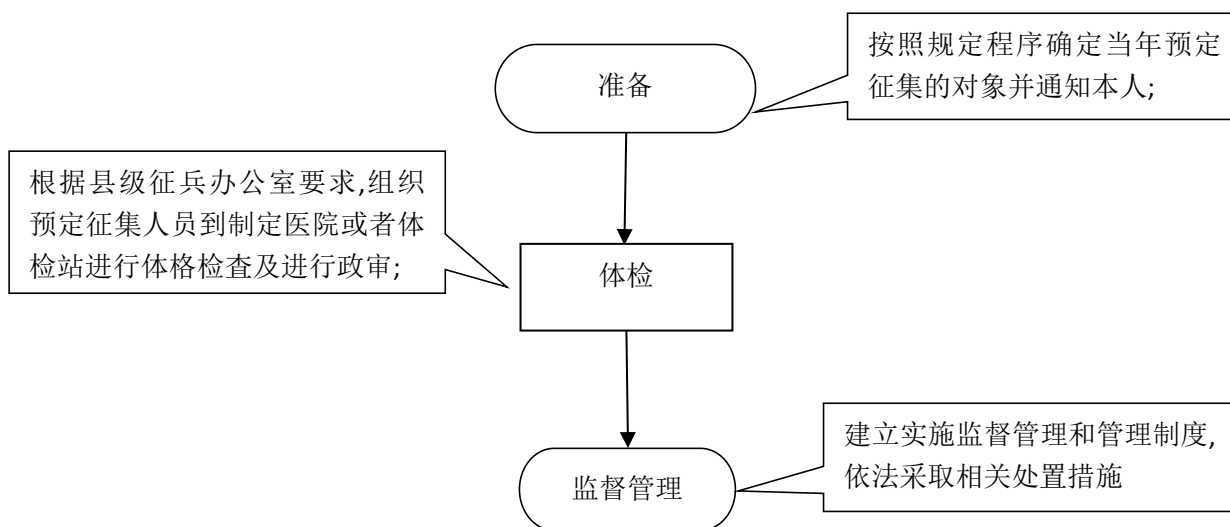 准备
按照规定程序确定当年预定
征集的对象并通知本人;
根据县级征兵办公室要求,组织
预定征集人员到制定医院或者体
检站进行体格检查及进行政审;
体检
建立实施监督管理和管理制度,
依法采取相关处置措施
监督管理